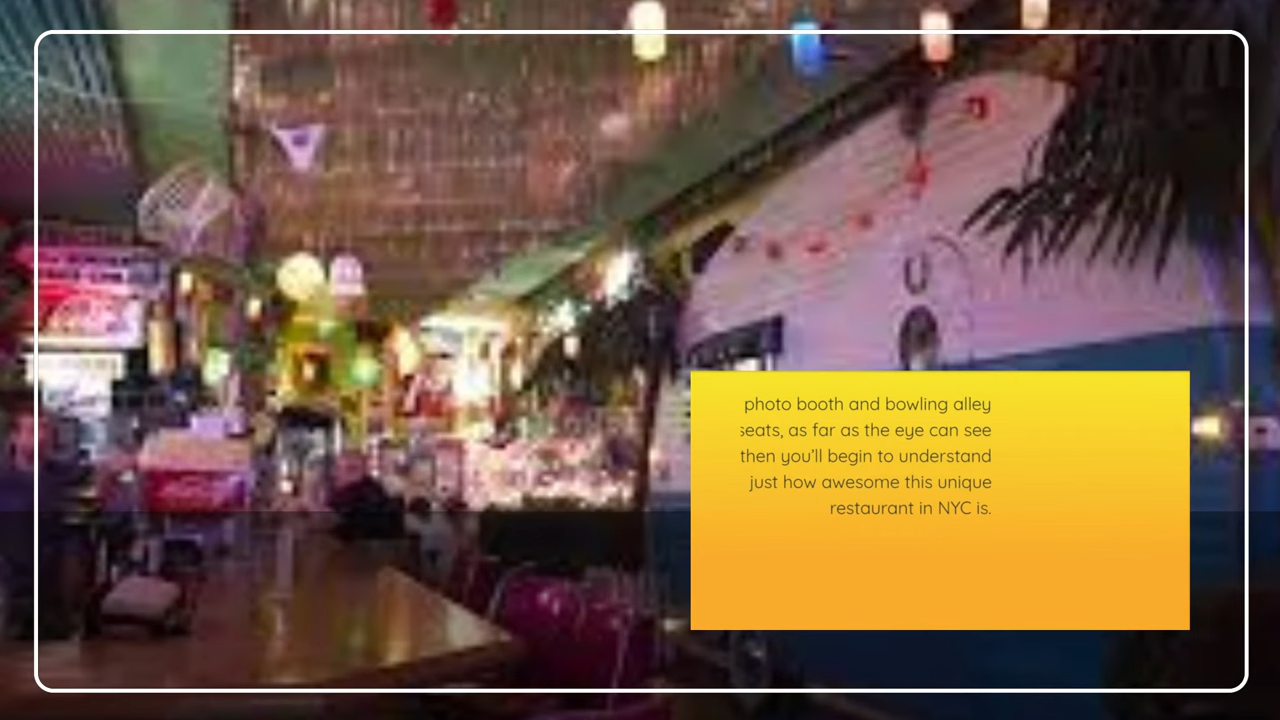 photo booth and bowling alley
seats, as far as the eye can see
then you'll begin to understand
just how awesome this unique
restaurant in NYC is.